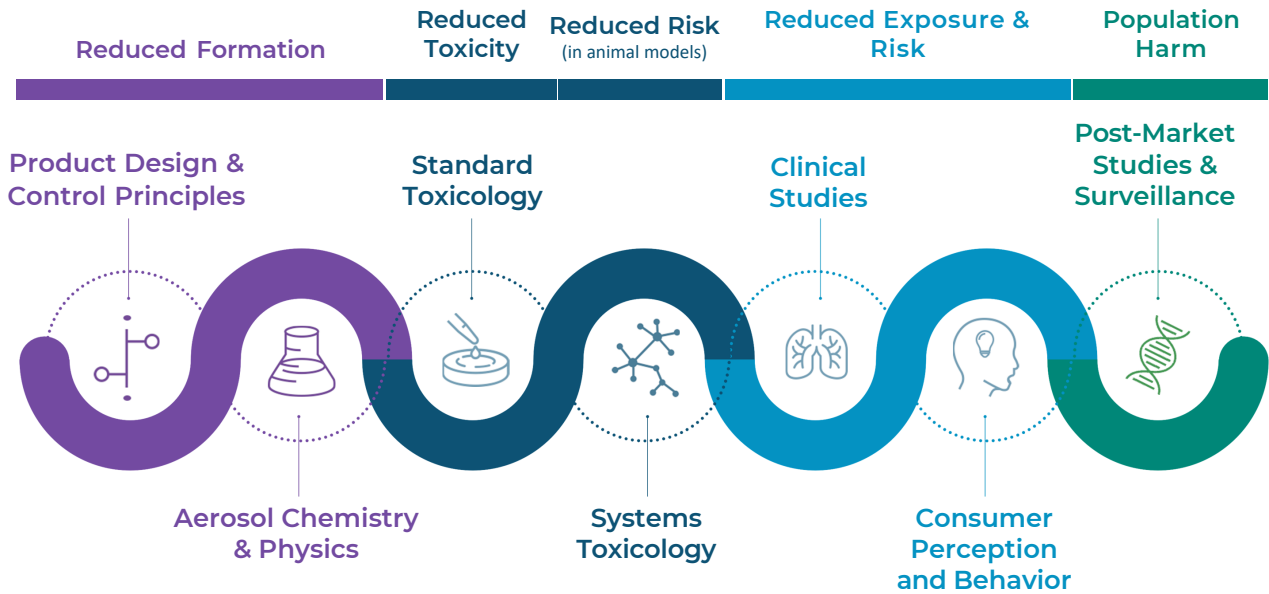 Reduced Formation
Reduced
Toxicity
Reduced Risk
(in animal models)
Reduced Exposure &
Risk
Population
Harm
Product Design &
Control Principles
Standard
Toxicology
Clinical
Studies
Post-Market
Studies &
Surveillance
Aerosol Chemistry
& Physics
Systems
Toxicology
Consumer
Perception
and Behavior